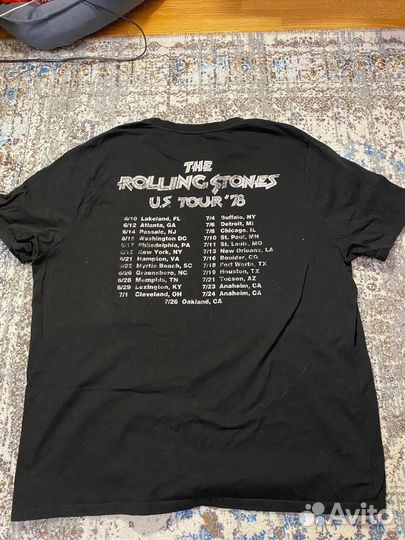 THE
ROLLING STONES
U.S. TOUR '78
6/10 Lakeland, FL
6/12 Atlanta, GA
6/14 Passaic, NJ
6/15 Washington DC
6/17 Philadelphia, PA
6/19 New York, NY
6/21 Hampton, VA
6/22 Myrtle Beach, SC
6/26 Greensboro, NC
6/28 Memphis, TN
6/29 Lexington, KY
7/1 Cleveland, OH
7/4 Buffalo, NY
7/6 Detroit, MI
7/8 Chicago, IL
7/10 St. Paul, MN
7/11 St. Louis, MO
7/13 New Orleans, LA
7/16 Boulder, CO
7/18 Fort Worth, TX
7/19 Houston, TX
7/21 Tucson, AZ
7/23 Anaheim, CA
7/24 Anaheim, CA
7/26 Oakland, CA
Avito